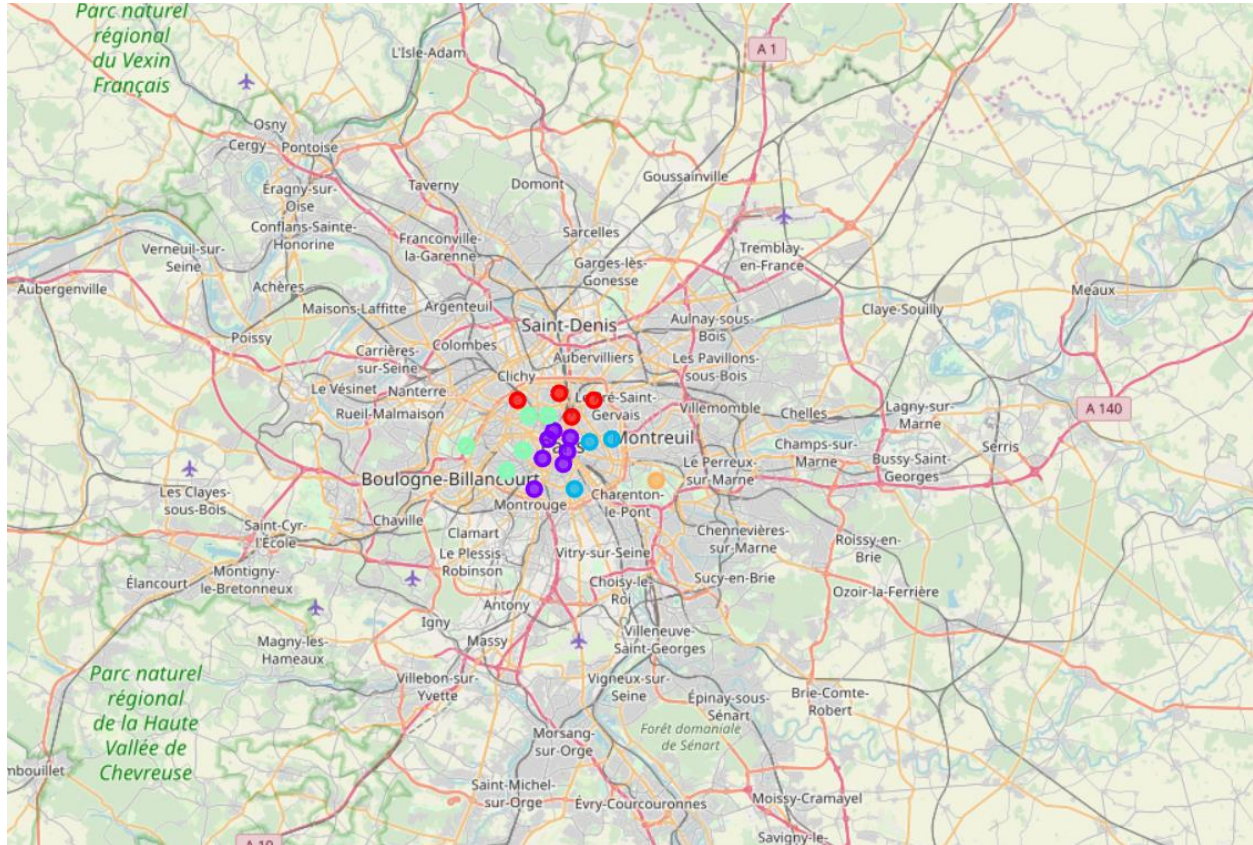 Parc naturel
régional
du Vexin
Français
L'Isle-Adam
A 1
Osny
Cergy
Pontoise
Éragny-sur-
Oise
Taverny
Domont
Goussainville
Conflans-Sainte-
Honorine
Verneuil-sur-
Seine
Franconville-
la-Garenne
Sarcelles
Tremblay-
en-France
Garges-lès-
Gonesse
Aubergenville
Achères
Maisons-Laffitte
Argenteuil
Meaux
Claye-Souilly
Poissy
Saint-Denis
Aulnay-sous-
Bois
Colombes
Carrières-
sur-Seine
Aubervilliers
Les Pavillons-
sous-Bois
Clichy
Le Vésinet
Nanterre
Rueil-Malmaison
Saint-
Gervais
Villemomble
Chelles
Lagny-sur-
Marne
A 140
Serris
Montreuil
Champs-sur-
Marne
Bussy-Saint-
Georges
Le Perreux-
sur-Marne
Boulogne-Billancourt
Les Clayes-
sous-Bois
Montrouge
Charenton-
le-Pont
Chaville
Saint-Cyr-
l'École
Clamart
Chennevières-
sur-Marne
Roissy-en-
Brie
Le Plessis
Robinson
Vitry-sur-Seine
Élancourt
Montigny-
le-Bretonneux
Choisy-le-
Roi
Sucy-en-Brie
Ozoir-la-Ferrière
Antony
Igny
Massy
Magny-les-
Hameaux
Villeneuve-
Saint-Georges
Parc naturel
régional
de la Haute
Vallée de
Chevreuse
Villebon-sur-
Yvette
Vigneux-sur-
Seine
Épinay-sous-
Sénart
Brie-Comte-
Robert
Morsang-
sur-Orge
Forêt domaniale
de Sénart
mbouillet
Saint-Michel
-sur-Orge
Évry-Courcouronnes
Moissy-Cramayel
Savigny-le-
A 10